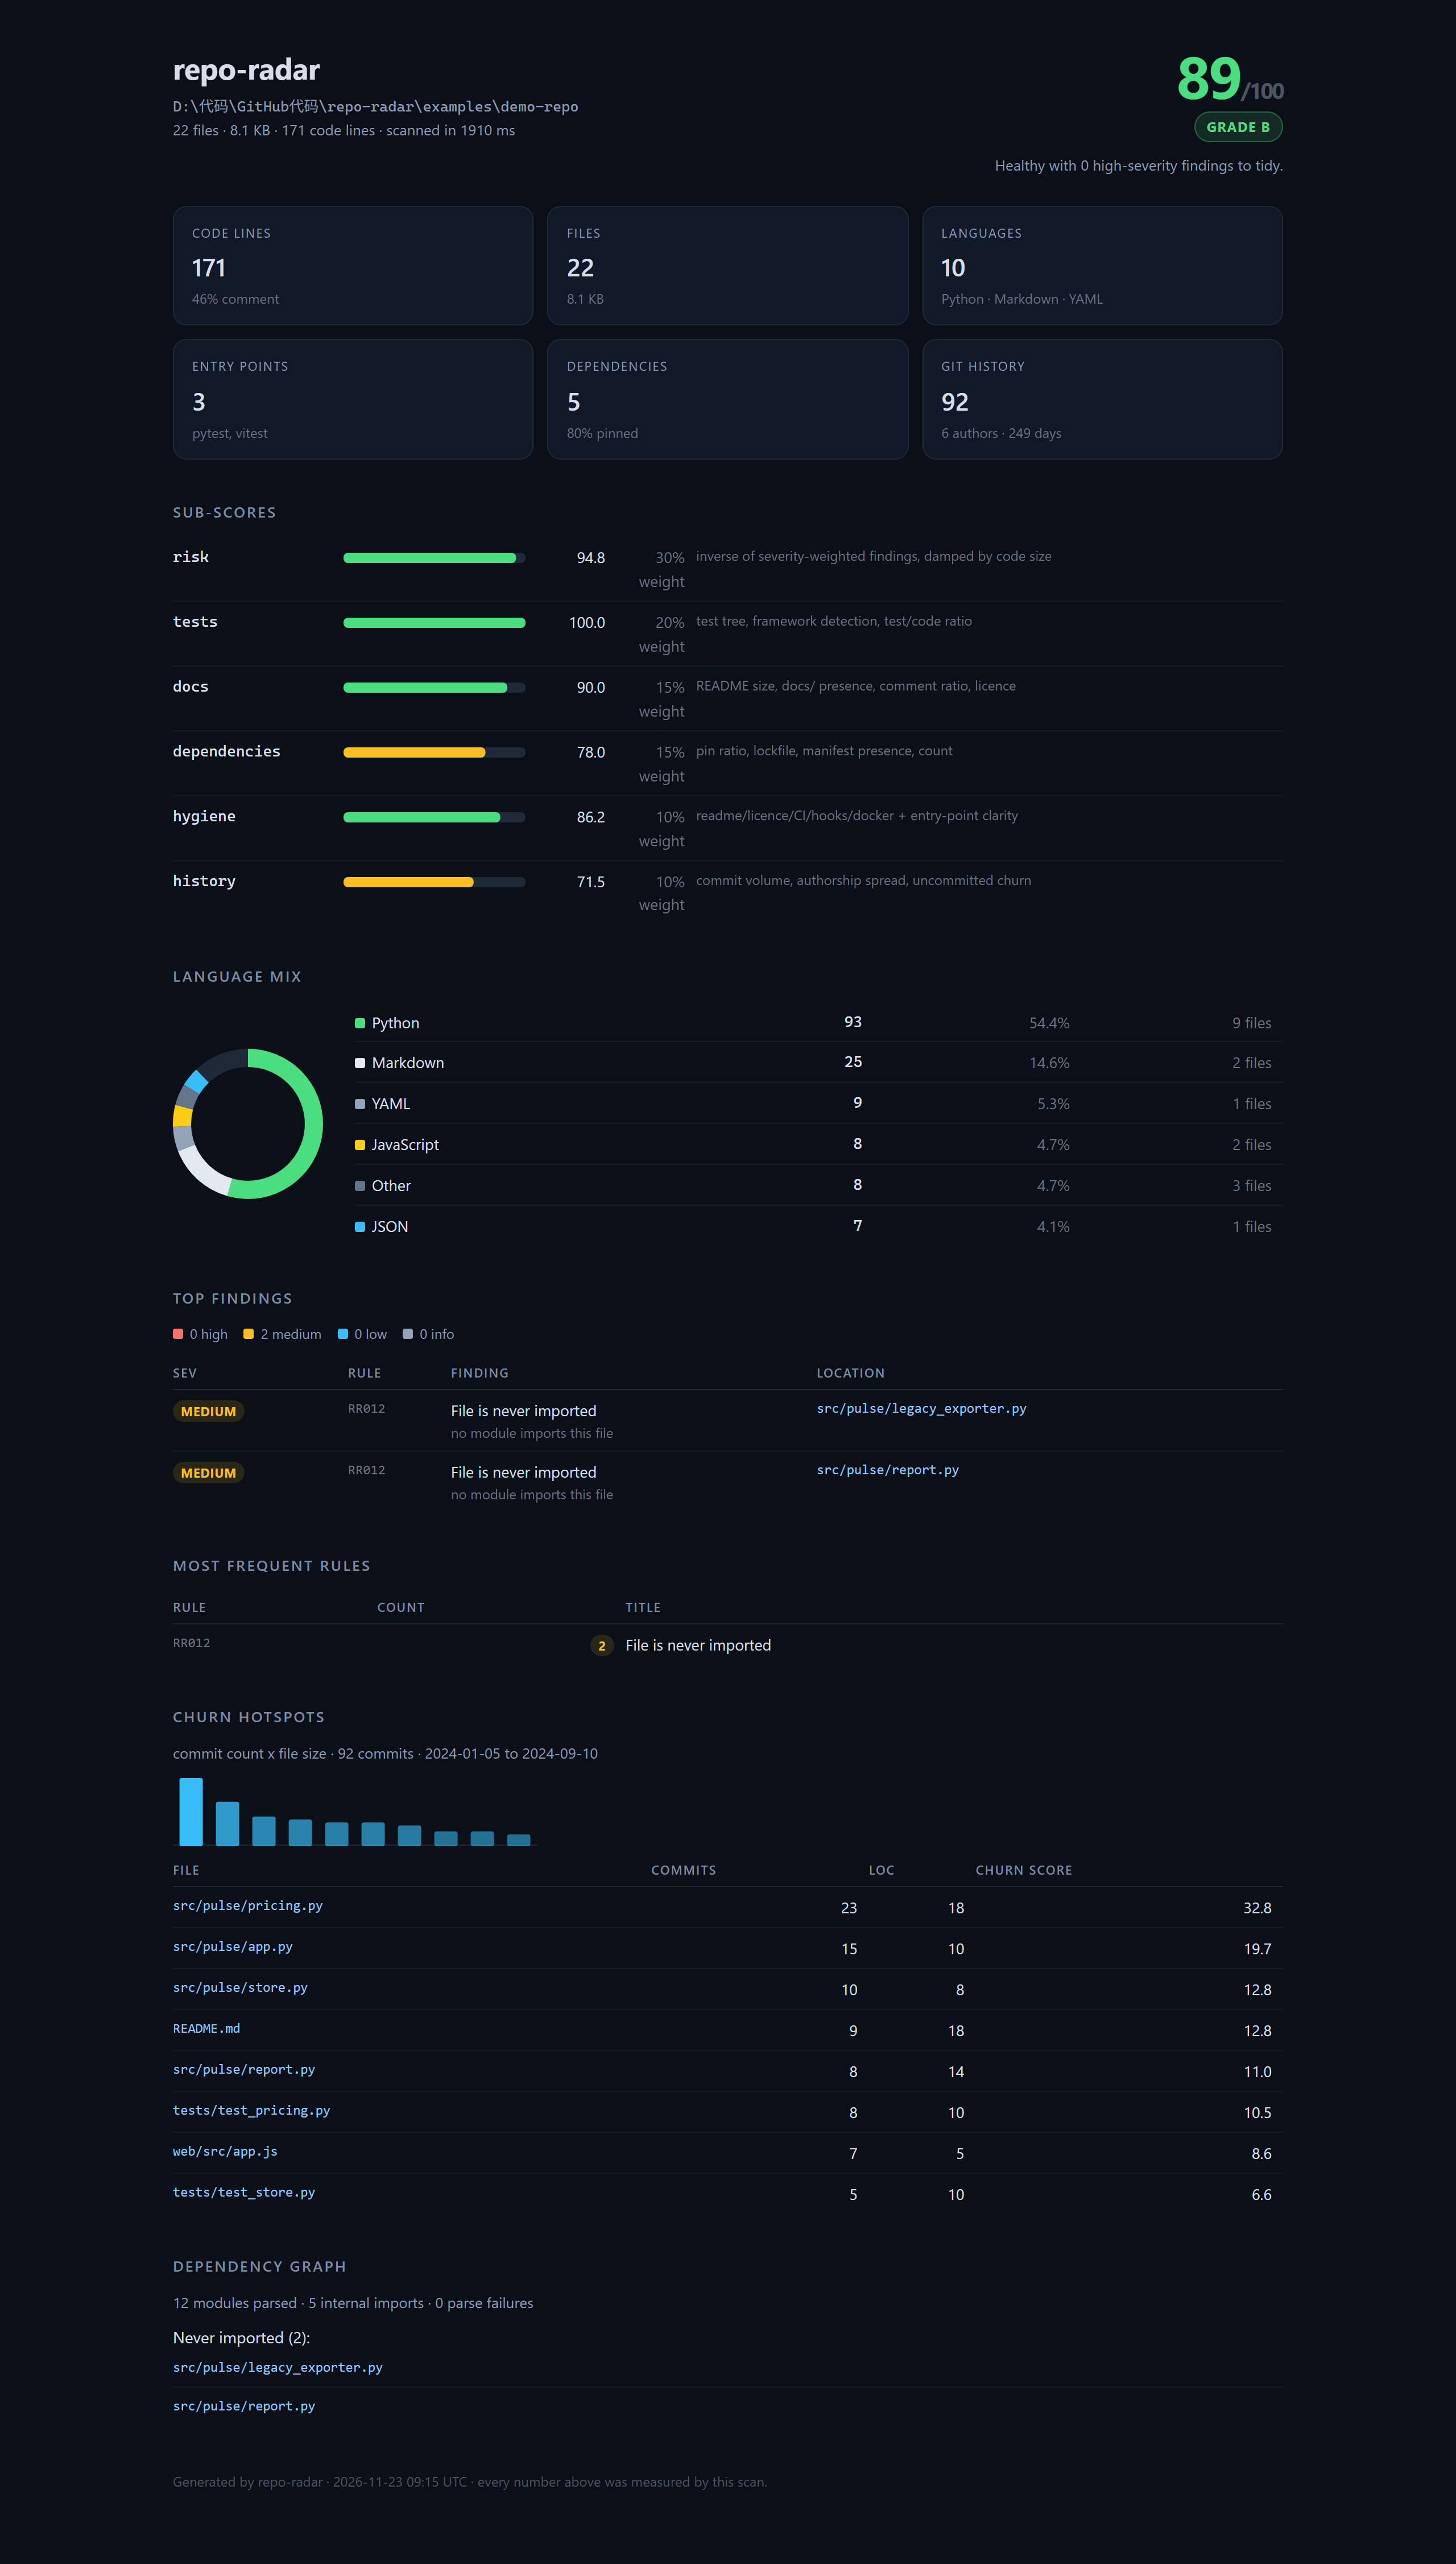 repo-radar
89/100
D:\代码\GitHub代码\repo-radar\examples\demo-repo
GRADE B
22 files · 8.1 KB · 171 code lines · scanned in 1910 ms
Healthy with 0 high-severity findings to tidy.
CODE LINES
171
46% comment
FILES
22
8.1 KB
LANGUAGES
10
Python · Markdown · YAML
ENTRY POINTS
3
pytest, vitest
DEPENDENCIES
5
80% pinned
GIT HISTORY
92
6 authors · 249 days
SUB-SCORES
risk 94.8 30% weight inverse of severity-weighted findings, damped by code size
tests 100.0 20% weight test tree, framework detection, test/code ratio
docs 90.0 15% weight README size, docs/ presence, comment ratio, licence
dependencies 78.0 15% weight pin ratio, lockfile, manifest presence, count
hygiene 86.2 10% weight readme/licence/CI/hooks/docker + entry-point clarity
history 71.5 10% weight commit volume, authorship spread, uncommitted churn
LANGUAGE MIX
Python 93 54.4% 9 files
Markdown 25 14.6% 2 files
YAML 9 5.3% 1 files
JavaScript 8 4.7% 2 files
Other 8 4.7% 3 files
JSON 7 4.1% 1 files
TOP FINDINGS
0 high 2 medium 0 low 0 info
SEV RULE FINDING LOCATION
MEDIUM RR012 File is never imported src/pulse/legacy_exporter.py
no module imports this file
MEDIUM RR012 File is never imported src/pulse/report.py
no module imports this file
MOST FREQUENT RULES
RULE COUNT TITLE
RR012 2 File is never imported
CHURN HOTSPOTS
commit count x file size · 92 commits · 2024-01-05 to 2024-09-10
FILE COMMITS LOC CHURN SCORE
src/pulse/pricing.py 23 18 32.8
src/pulse/app.py 15 10 19.7
src/pulse/store.py 10 8 12.8
README.md 9 18 12.8
src/pulse/report.py 8 14 11.0
tests/test_pricing.py 8 10 10.5
web/src/app.js 7 5 8.6
tests/test_store.py 5 10 6.6
DEPENDENCY GRAPH
12 modules parsed · 5 internal imports · 0 parse failures
Never imported (2):
src/pulse/legacy_exporter.py
src/pulse/report.py
Generated by repo-radar · 2026-11-23 09:15 UTC · every number above was measured by this scan.